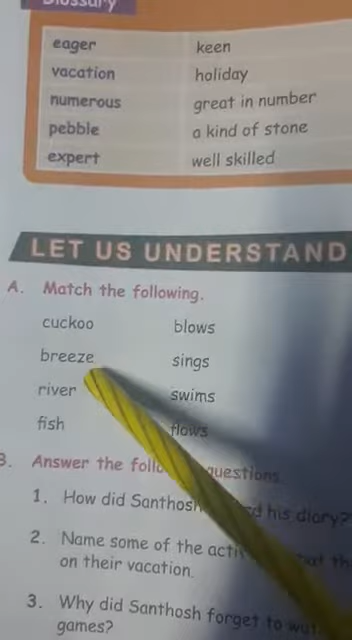 Glossary
eager keen
vacation holiday
numerous great in number
pebble a kind of stone
expert well skilled
LET US UNDERSTAND
A. Match the following.
cuckoo blows
breeze sings
river swims
fish flows
3. Answer the questions.
1. How did Santhosh his diary?
2. Name some of the
on their vacation.
3. Why did Santhosh forget to
games?